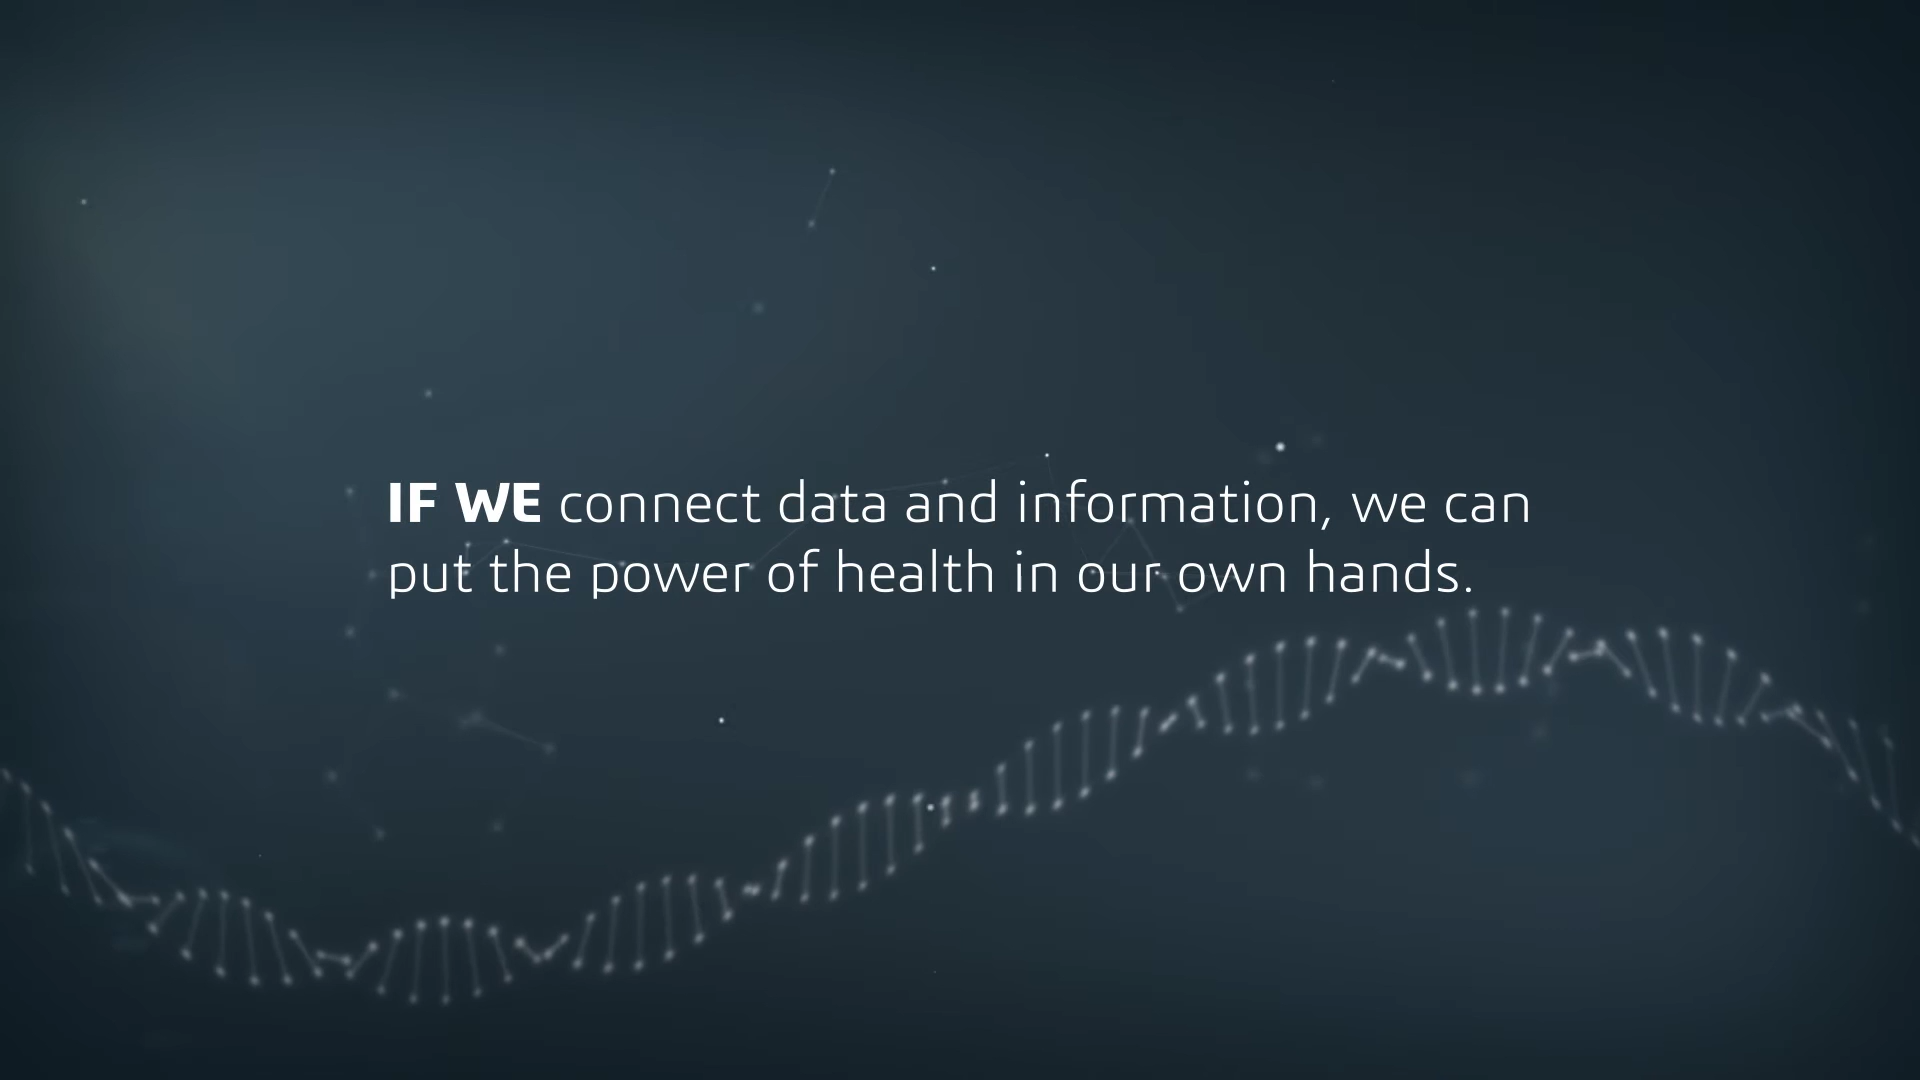 IF WE connect data and information, we can
put the power of health in our own hands.